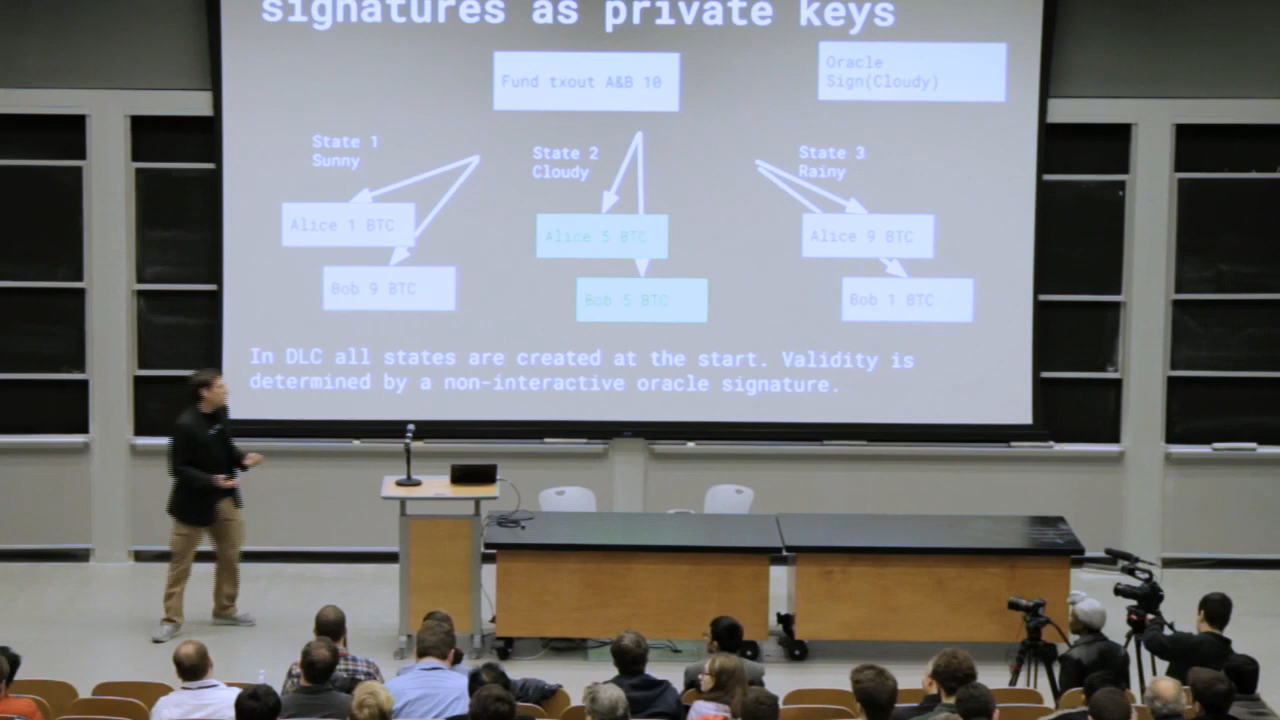 signatures as private keys
Fund txout A&B 10
Oracle
Sign(Cloudy)
State 1
Sunny
State 2
Cloudy
State 3
Rainy
Alice 1 BTC
Alice 5 BTC
Alice 9 BTC
Bob 9 BTC
Bob 5 BTC
Bob 1 BTC
In DLC all states are created at the start. Validity is
determined by a non-interactive oracle signature.